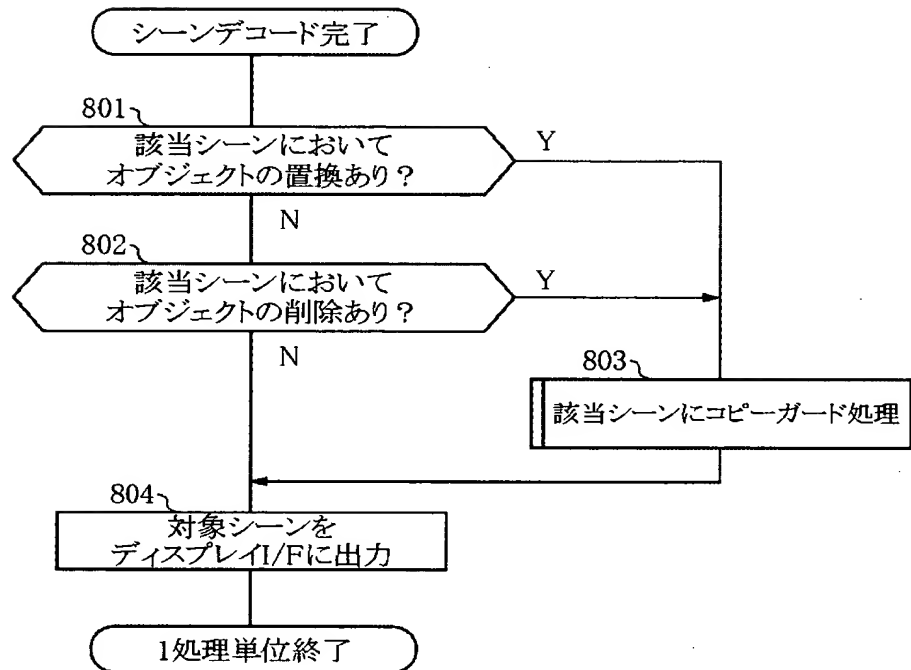 シーンデコード完了
801
該当シーンにおいて
オブジェクトの置換あり？
Y
N
802
該当シーンにおいて
オブジェクトの削除あり？
Y
N
803
該当シーンにコピーガード処理
804
対象シーンを
ディスプレイI/Fに出力
1処理単位終了